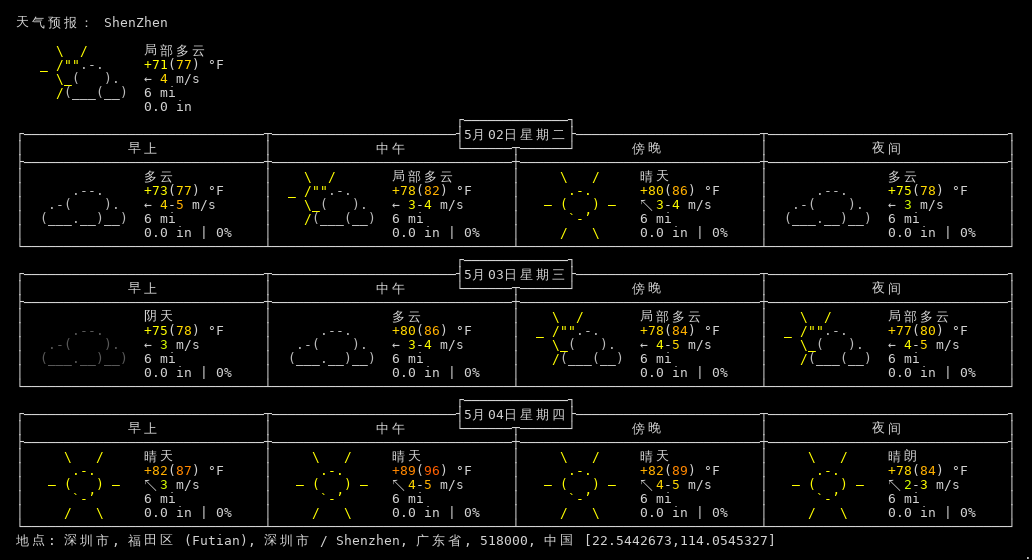 天气预报： ShenZhen
局部多云
+71(77) °F
← 4 m/s
6 mi
0.0 in
5月02日星期二
早上 中午 傍晚 夜间
多云 局部多云 晴天 多云
+73(77) °F +78(82) °F +80(86) °F +75(78) °F
← 4-5 m/s ← 3-4 m/s ↖ 3-4 m/s ← 3 m/s
6 mi 6 mi 6 mi 6 mi
0.0 in | 0% 0.0 in | 0% 0.0 in | 0% 0.0 in | 0%
5月03日星期三
早上 中午 傍晚 夜间
阴天 多云 局部多云 局部多云
+75(78) °F +80(86) °F +78(84) °F +77(80) °F
← 3 m/s ← 3-4 m/s ← 4-5 m/s ← 4-5 m/s
6 mi 6 mi 6 mi 6 mi
0.0 in | 0% 0.0 in | 0% 0.0 in | 0% 0.0 in | 0%
5月04日星期四
早上 中午 傍晚 夜间
晴天 晴天 晴天 晴朗
+82(87) °F +89(96) °F +82(89) °F +78(84) °F
↖ 3 m/s ↖ 4-5 m/s ↖ 4-5 m/s ↖ 2-3 m/s
6 mi 6 mi 6 mi 6 mi
0.0 in | 0% 0.0 in | 0% 0.0 in | 0% 0.0 in | 0%
地点: 深圳市, 福田区 (Futian), 深圳市 / Shenzhen, 广东省, 518000, 中国 [22.5442673,114.0545327]